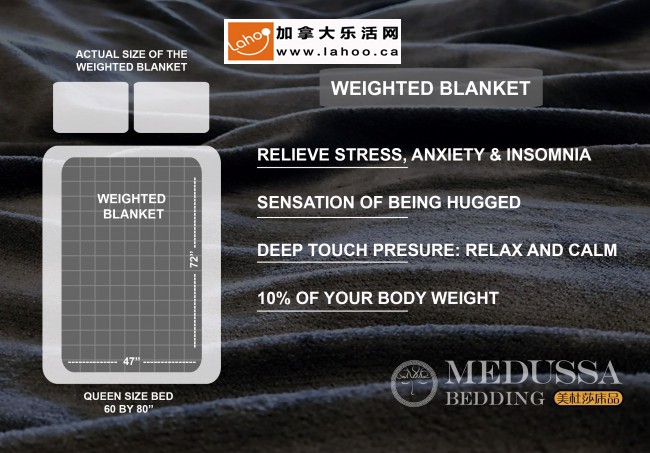 Lahoo
加拿大乐活网
www.lahoo.ca
ACTUAL SIZE OF THE
WEIGHTED BLANKET
WEIGHTED BLANKET
RELIEVE STRESS, ANXIETY & INSOMNIA
SENSATION OF BEING HUGGED
DEEP TOUCH PRESURE: RELAX AND CALM
10% OF YOUR BODY WEIGHT
WEIGHTED
BLANKET
72”
47”
QUEEN SIZE BED
60 BY 80”
MEDUSSA
BEDDING 美杜莎床品